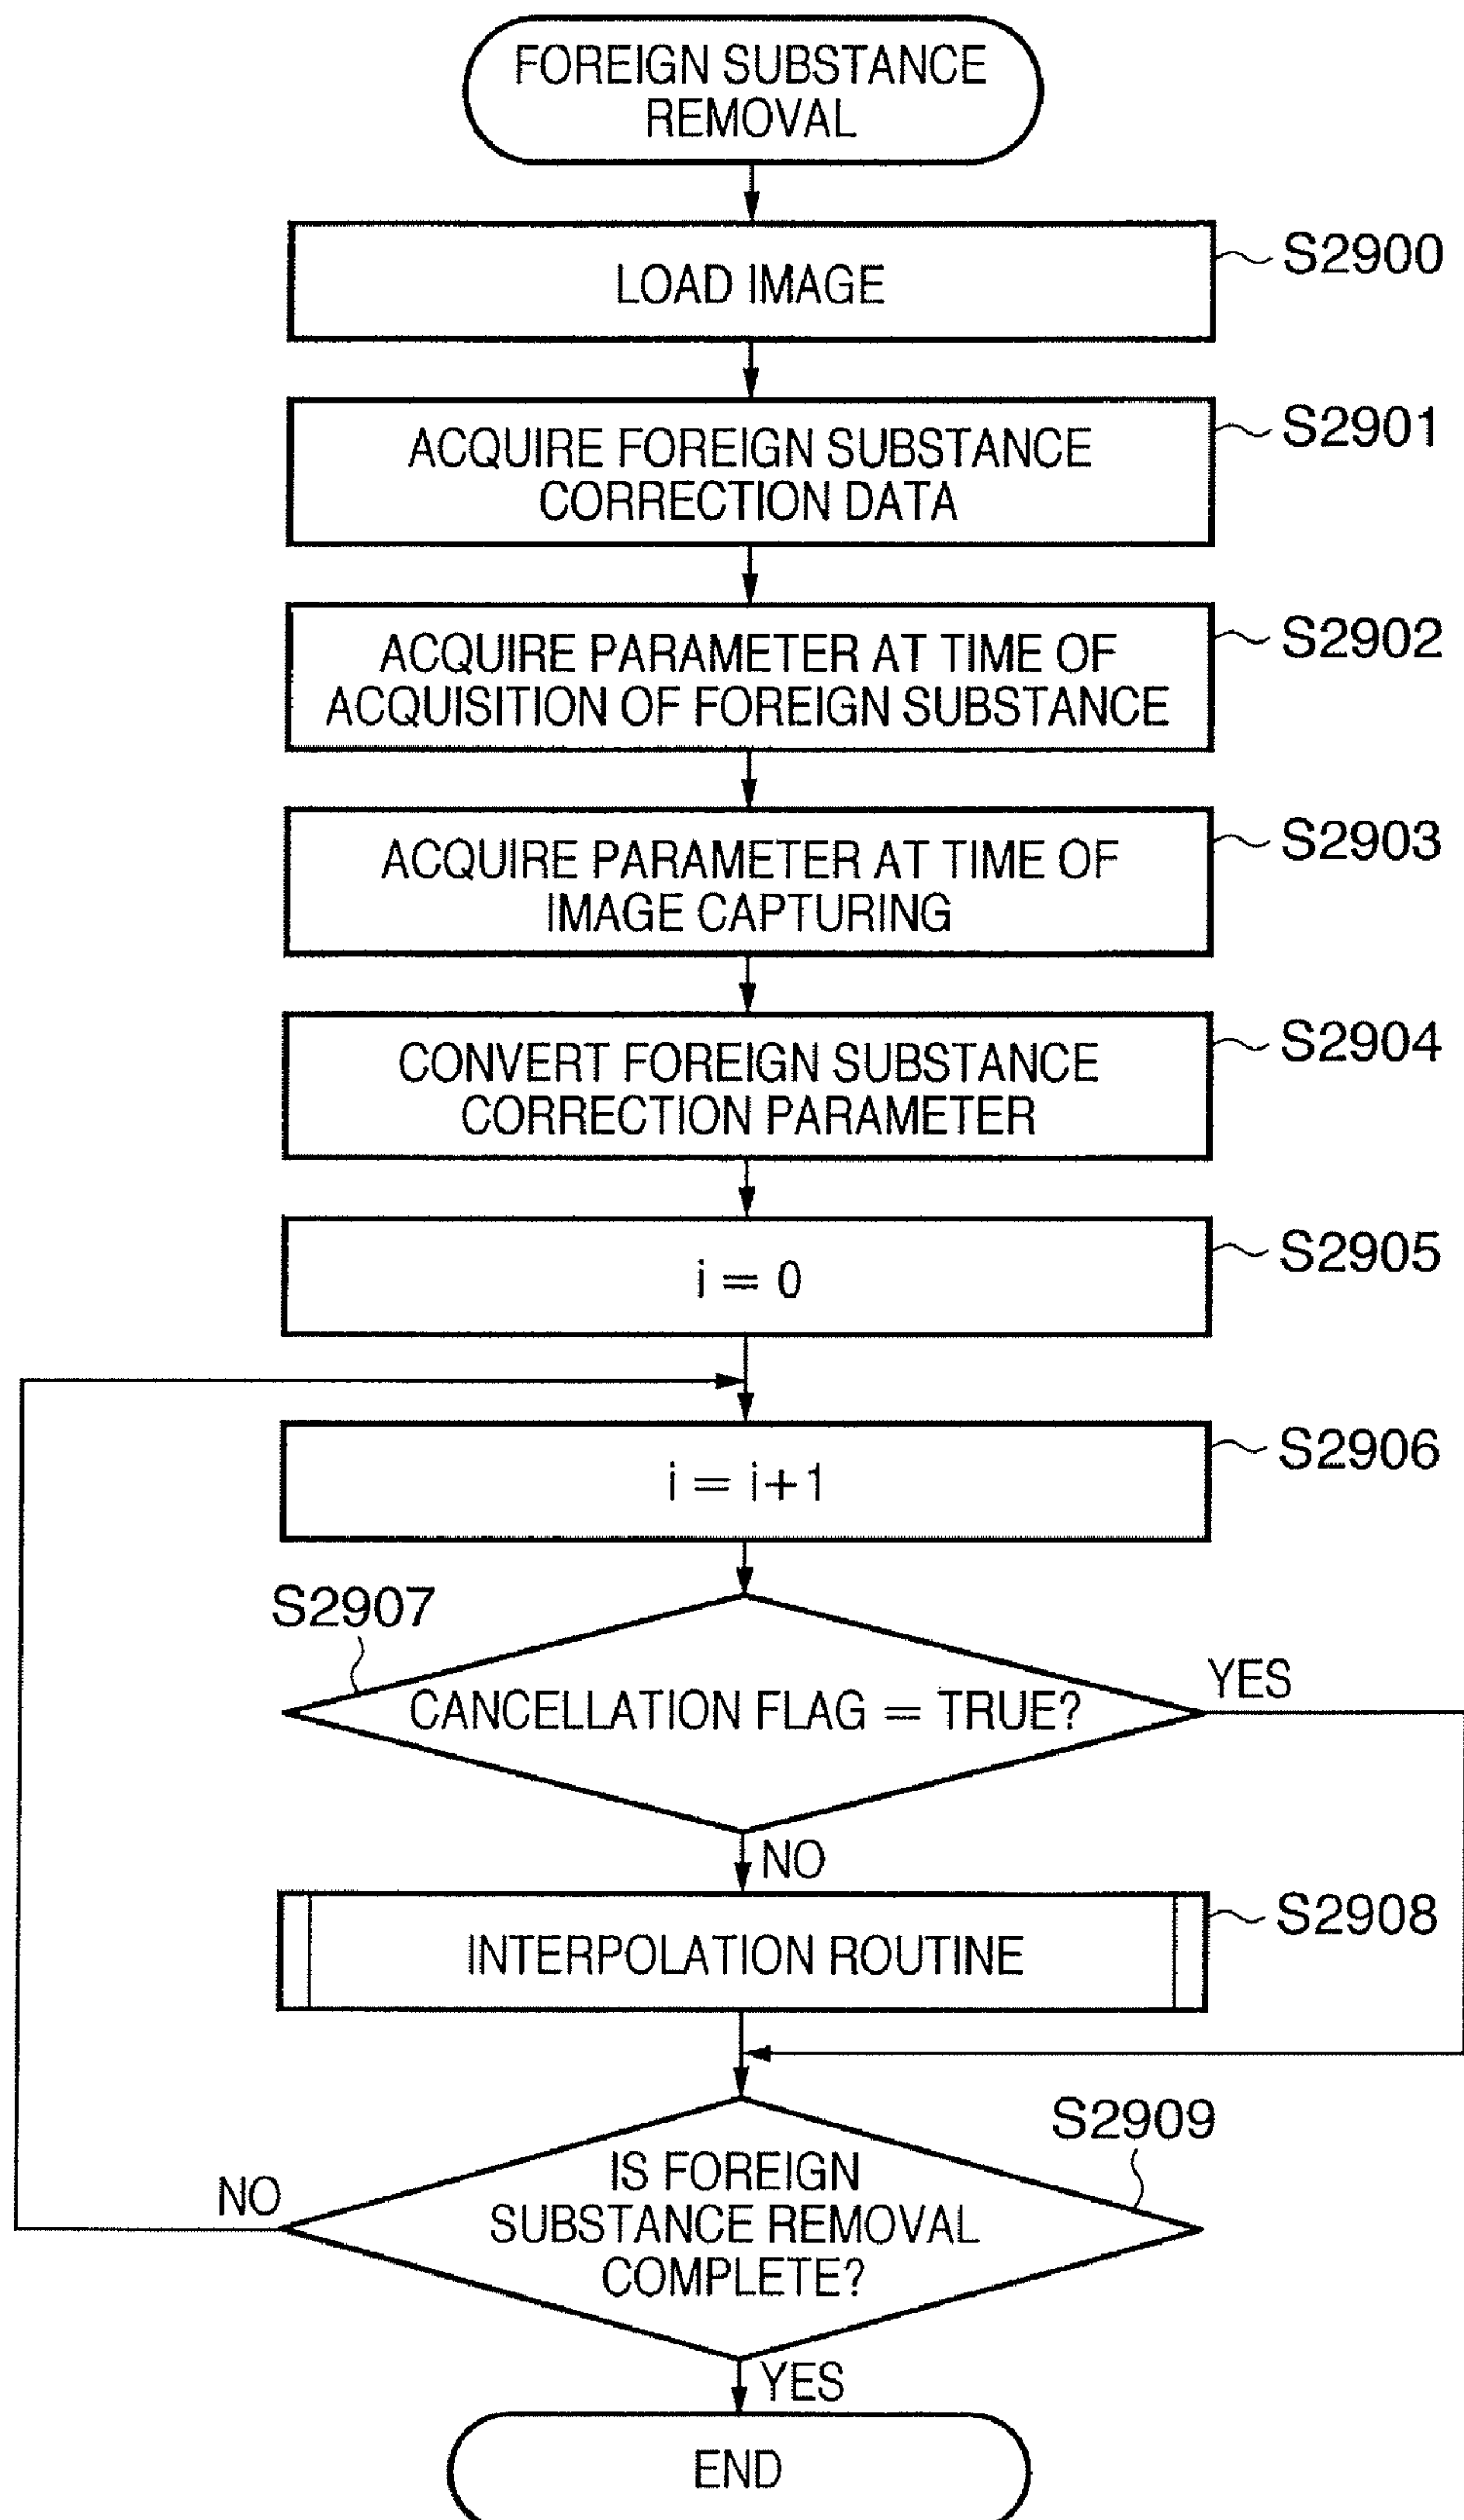 FOREIGN SUBSTANCE
REMOVAL
LOAD IMAGE
S2900
ACQUIRE FOREIGN SUBSTANCE
CORRECTION DATA
S2901
ACQUIRE PARAMETER AT TIME OF
ACQUISITION OF FOREIGN SUBSTANCE
S2902
ACQUIRE PARAMETER AT TIME OF
IMAGE CAPTURING
S2903
CONVERT FOREIGN SUBSTANCE
CORRECTION PARAMETER
S2904
i = 0
S2905
i = i+1
S2906
S2907
CANCELLATION FLAG = TRUE?
YES
NO
INTERPOLATION ROUTINE
S2908
S2909
IS FOREIGN
SUBSTANCE REMOVAL
COMPLETE?
NO
YES
END